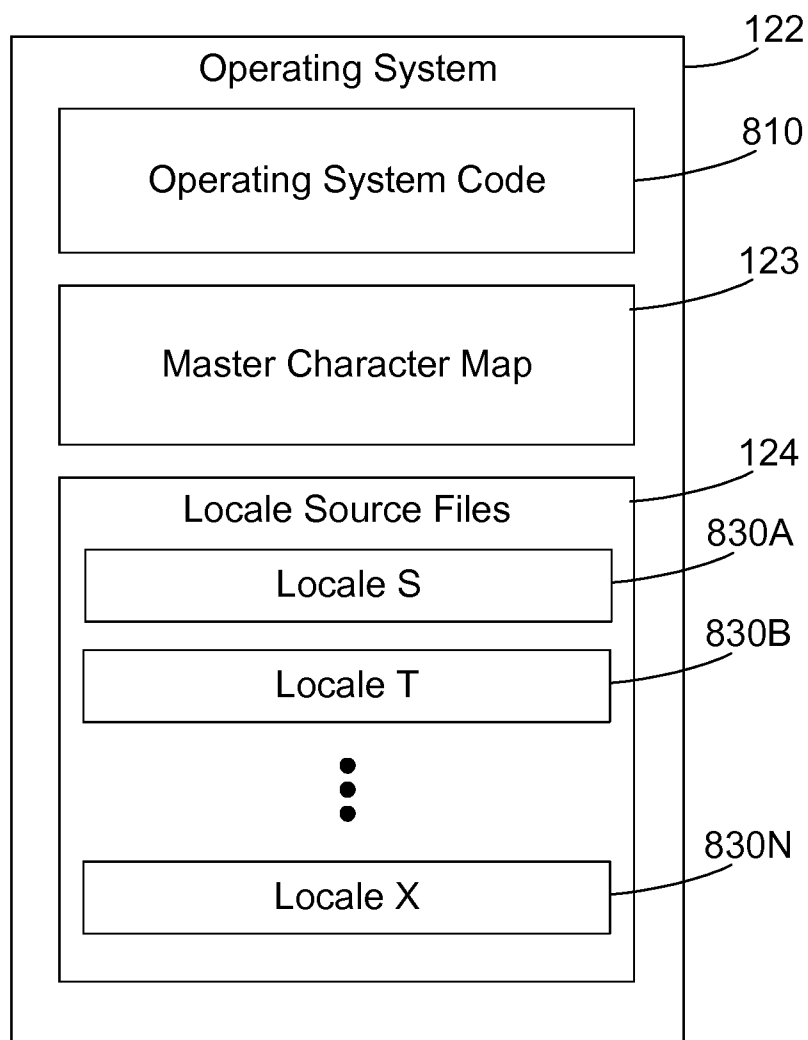 122
Operating System
810
Operating System Code
123
Master Character Map
124
Locale Source Files
830A
Locale S
830B
Locale T
830N
Locale X